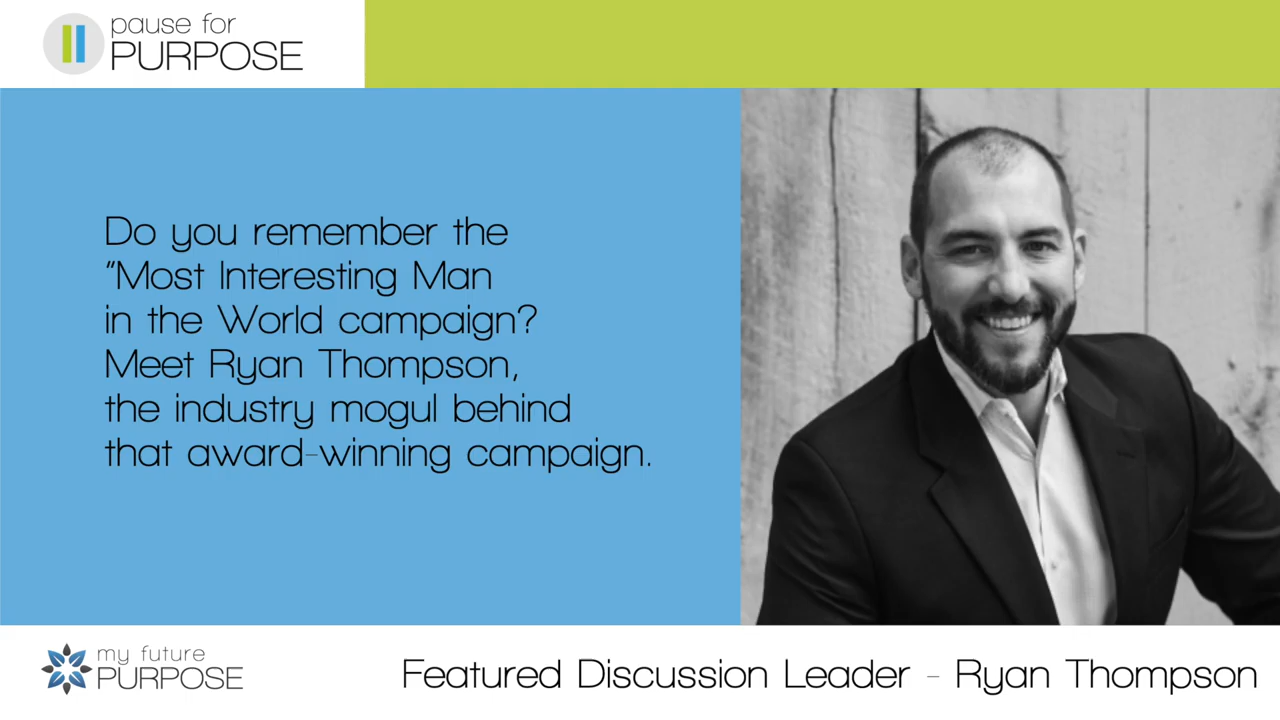 pause for
PURPOSE
Do you remember the
“Most Interesting Man
in the World campaign?
Meet Ryan Thompson,
the industry mogul behind
that award-winning campaign.
my future
PURPOSE
Featured Discussion Leader - Ryan Thompson